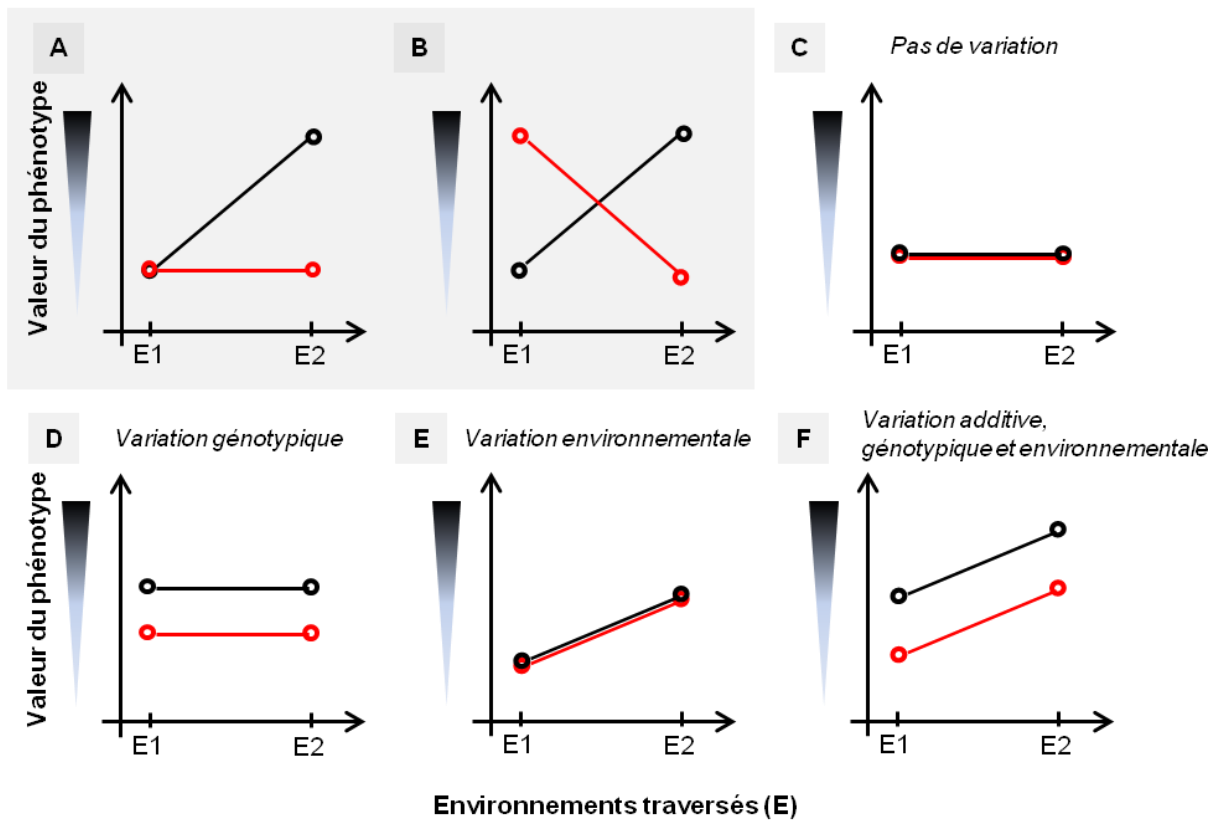 A
B
C
Pas de variation
Valeur du phénotype
E1
E2
E1
E2
E1
E2
D
Variation génotypique
E
Variation environnementale
F
Variation additive,
génotypique et environnementale
Valeur du phénotype
E1
E2
E1
E2
E1
E2
Environnements traversés (E)